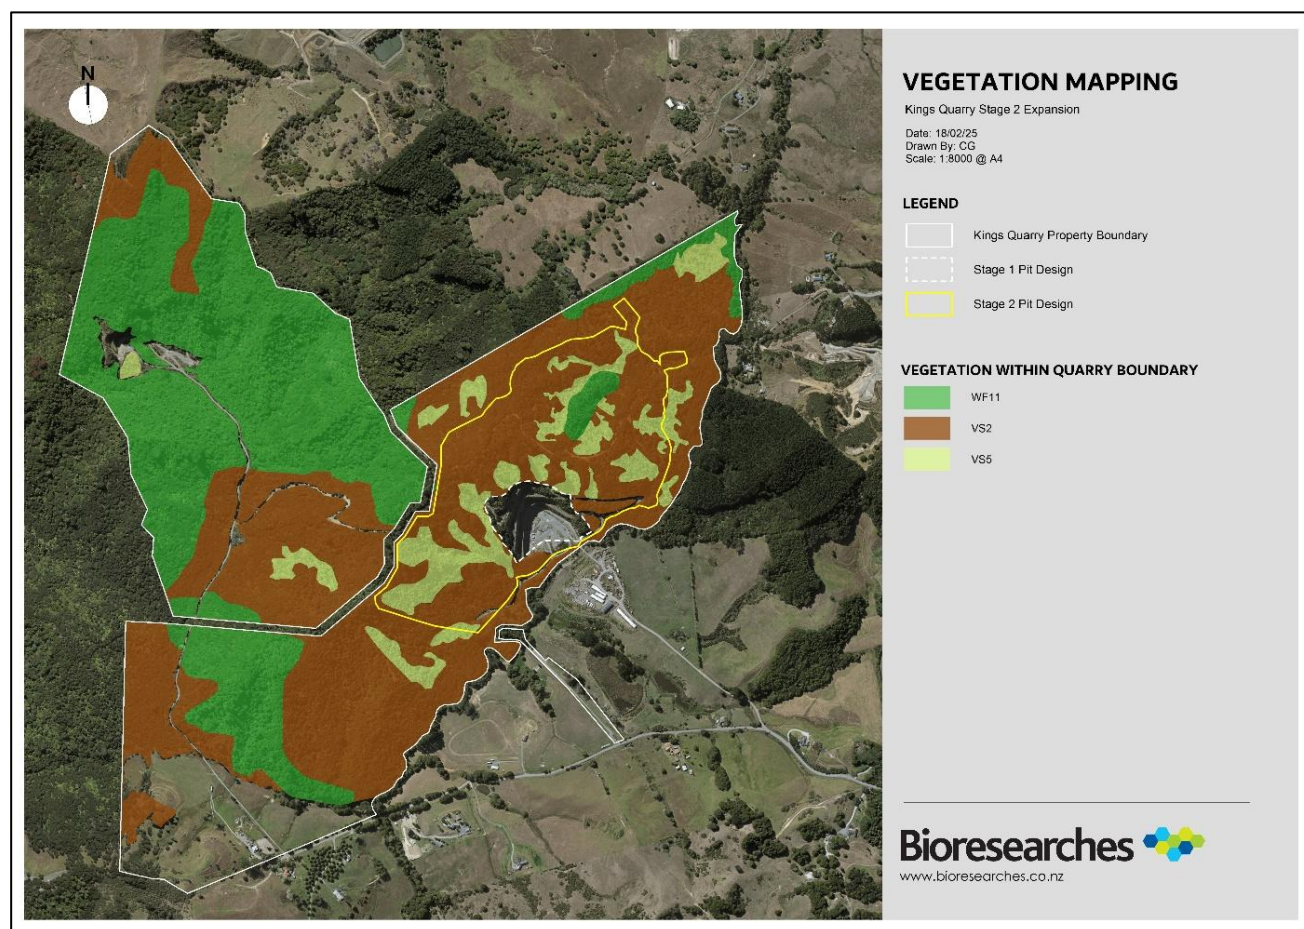 N
VEGETATION MAPPING
Kings Quarry Stage 2 Expansion
Date: 18/02/25
Drawn By: CG
Scale: 1:8000 @ A4
LEGEND
Kings Quarry Property Boundary
Stage 1 Pit Design
Stage 2 Pit Design
VEGETATION WITHIN QUARRY BOUNDARY
WF11
VS2
VS5
Bioresearches
www.bioresearches.co.nz